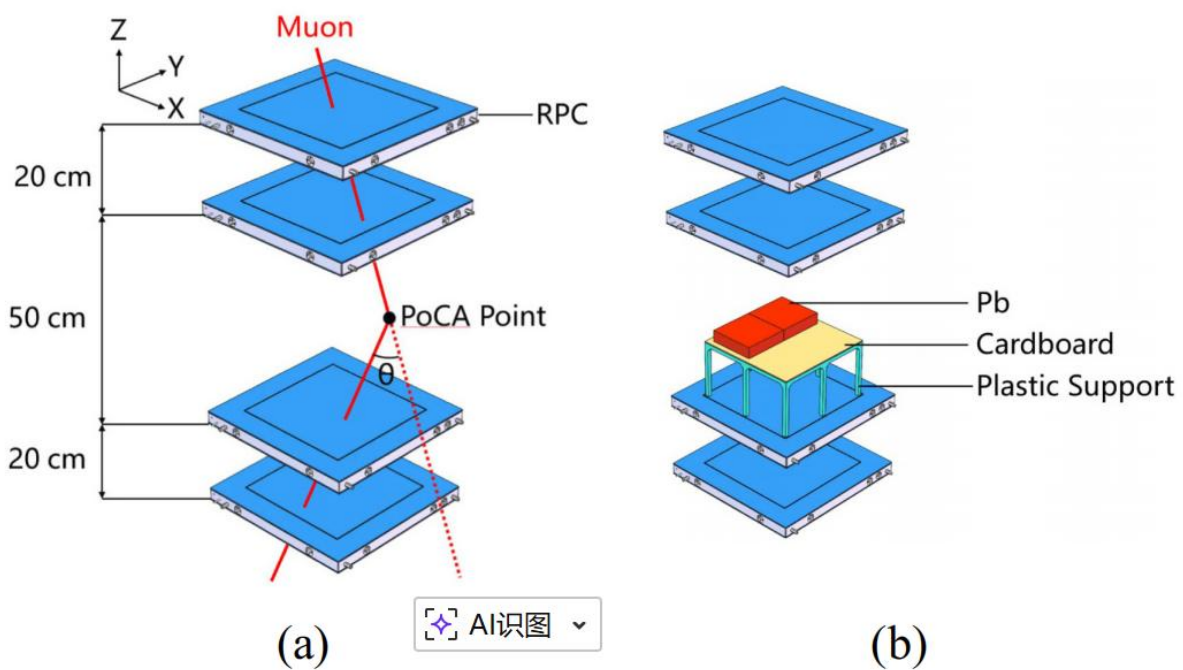 Z
Y
X
Muon
RPC
20 cm
50 cm
20 cm
PoCA Point
θ
Pb
Cardboard
Plastic Support
AI识图
(a)
(b)